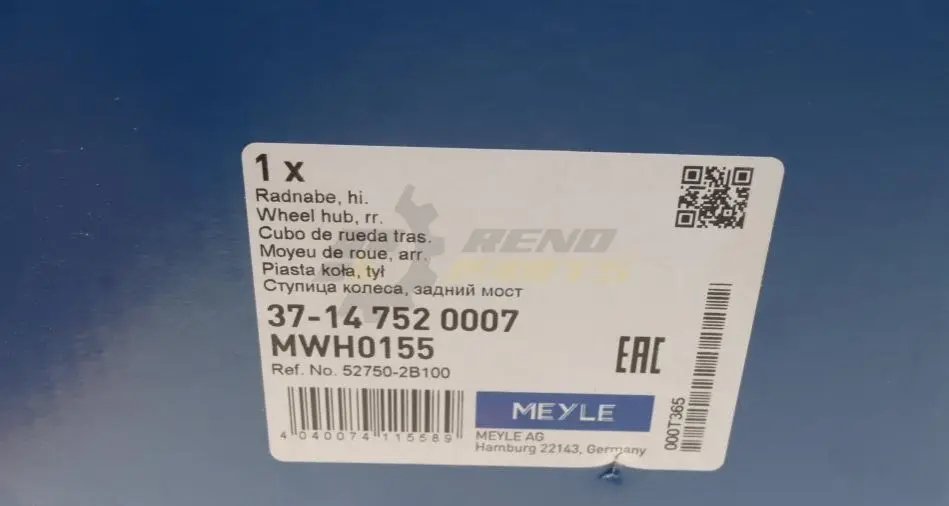 1 x
Radnabe, hi.
Wheel hub, rr.
Cubo de rueda tras.
Moyeu de roue, arr.
Piasta koła, tył
Ступица колеса, задний мост
RENO
PARTS
37-14 752 0007
MWH0155
EAC
Ref. No. 52750-2B100
4 040074 115589
MEYLE
MEYLE AG
Hamburg 22143, Germany
000T365